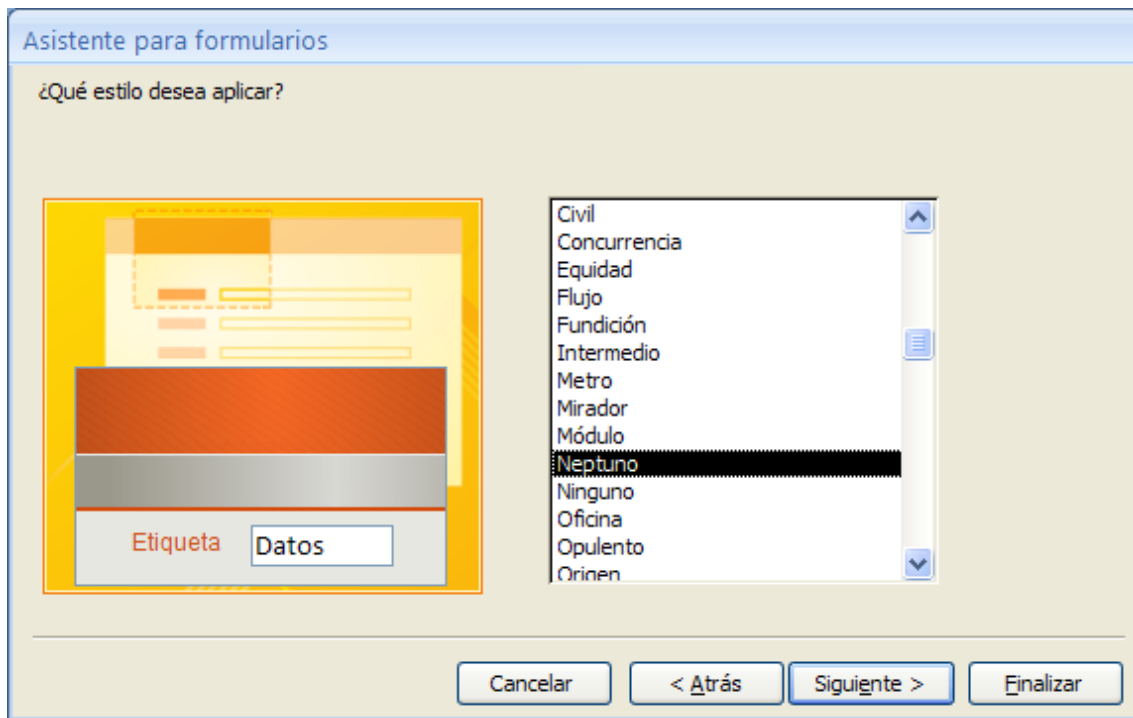 Asistente para formularios
¿Qué estilo desea aplicar?
Etiqueta Datos
Civil
Concurrencia
Equidad
Flujo
Fundición
Intermedio
Metro
Mirador
Módulo
Neptuno
Ninguno
Oficina
Opulento
Origen
Cancelar < Atrás Siguiente > Finalizar